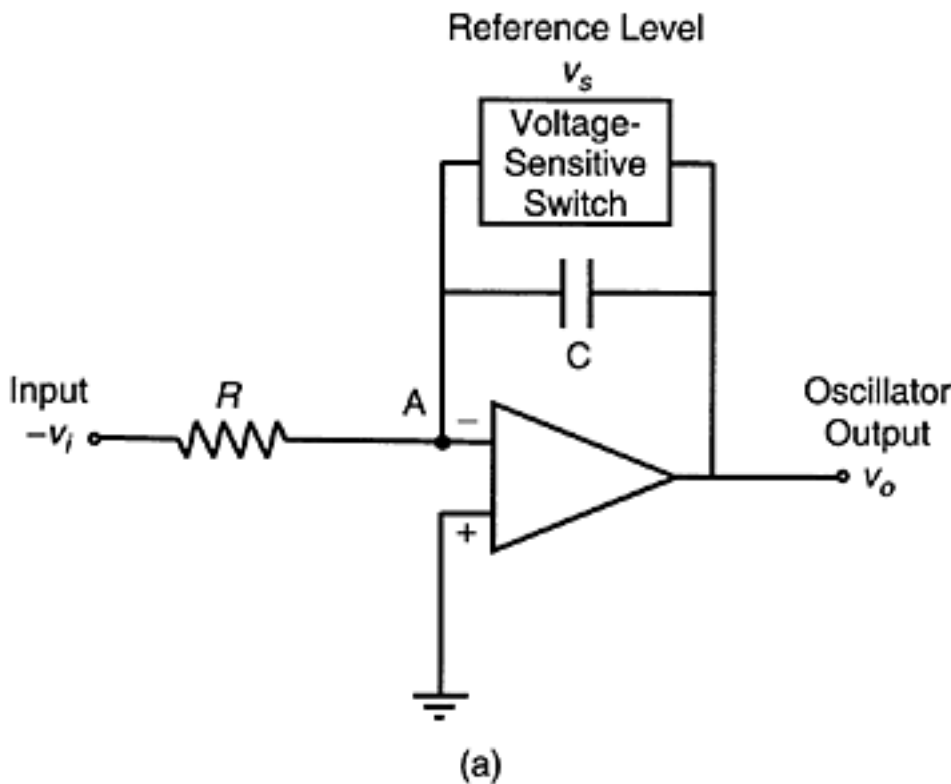 Reference Level
vs
Voltage-
Sensitive
Switch
C
Input
R
A
−
Oscillator
Output
−vi
vo
+
(a)